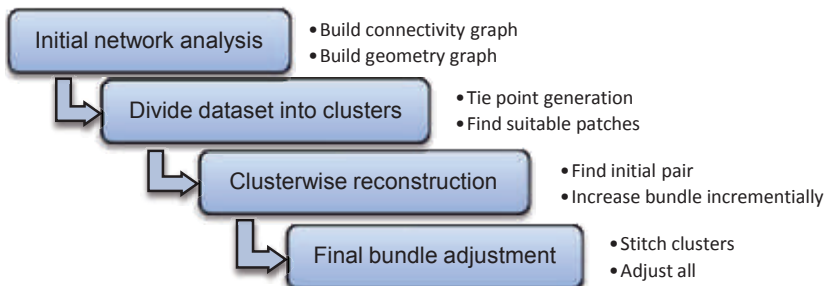 Initial network analysis
•Build connectivity graph
•Build geometry graph
Divide dataset into clusters
•Tie point generation
•Find suitable patches
Clusterwise reconstruction
•Find initial pair
•Increase bundle incrementially
Final bundle adjustment
•Stitch clusters
•Adjust all